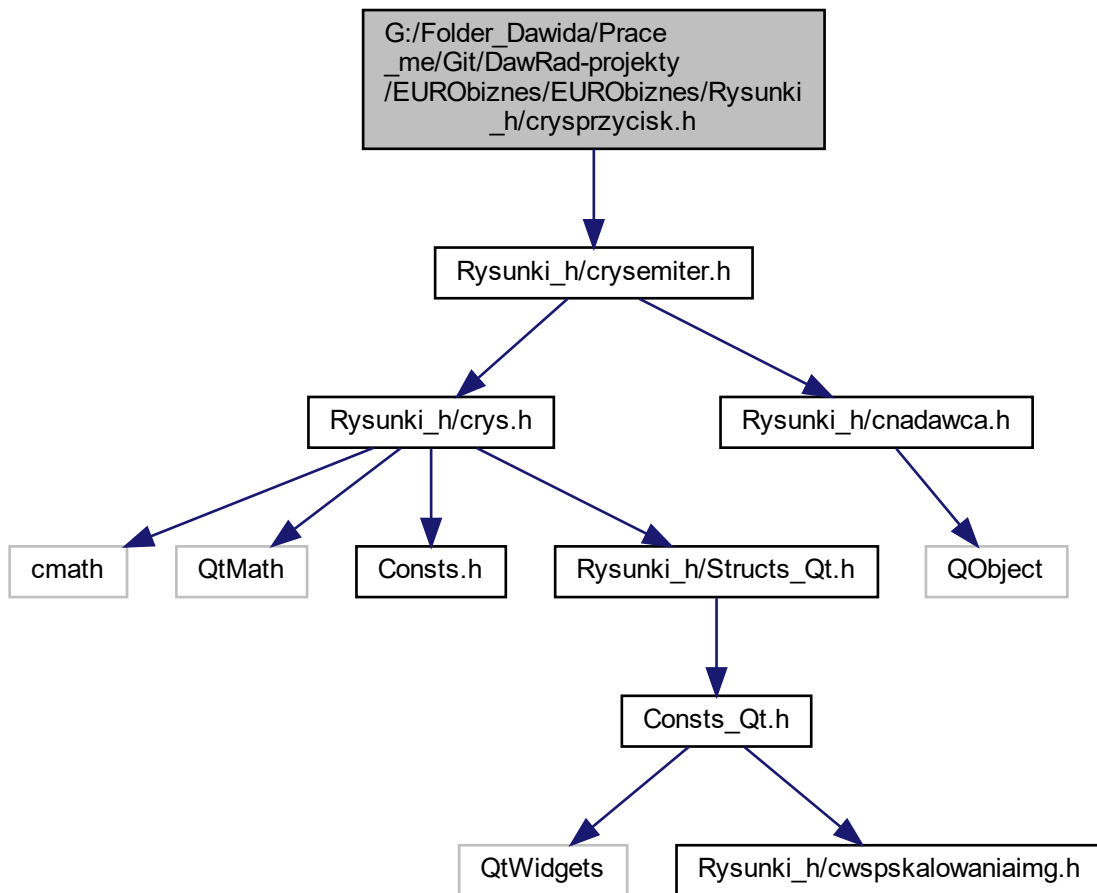 G:/Folder_Dawida/Prace
_me/Git/DawRad-projekty
/EURObiznes/EURObiznes/Rysunki
_h/crysprzycisk.h
Rysunki_h/crysemiter.h
Rysunki_h/crys.h
Rysunki_h/cnadawca.h
cmath
QtMath
Consts.h
Rysunki_h/Structs_Qt.h
QObject
Consts_Qt.h
QtWidgets
Rysunki_h/cwspskalowaniaimg.h